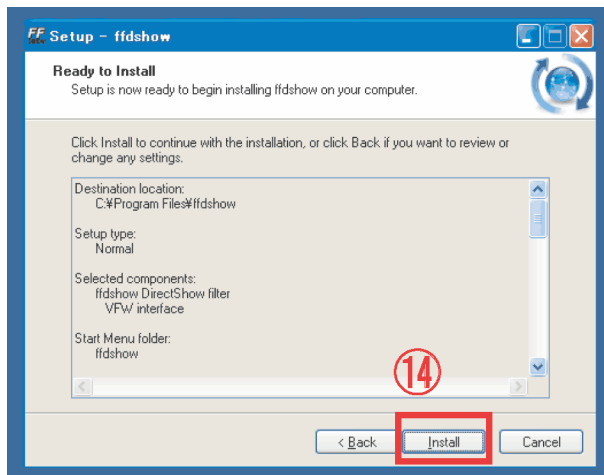 Setup - ffdshow
Ready to Install
Setup is now ready to begin installing ffdshow on your computer.
Click Install to continue with the installation, or click Back if you want to review or
change any settings.
Destination location:
C:¥Program Files¥ffdshow
Setup type:
Normal
Selected components:
ffdshow DirectShow filter
VFW interface
Start Menu folder:
ffdshow
⑭
< Back
Install
Cancel